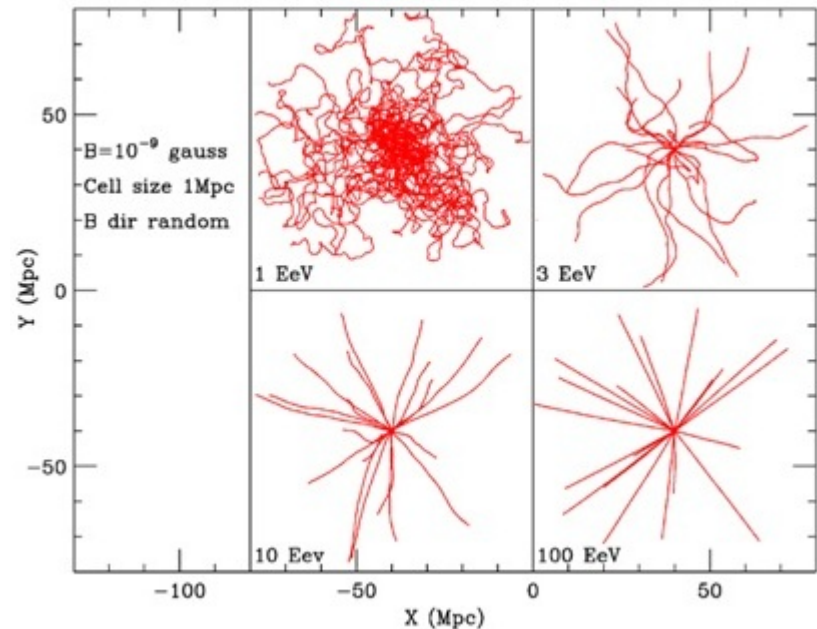 50
0
-50
Y (Mpc)
B=10⁻⁹ gauss
Cell size 1Mpc
B dir random
1 EeV
3 EeV
10 Eev
100 EeV
-100
-50
0
50
X (Mpc)